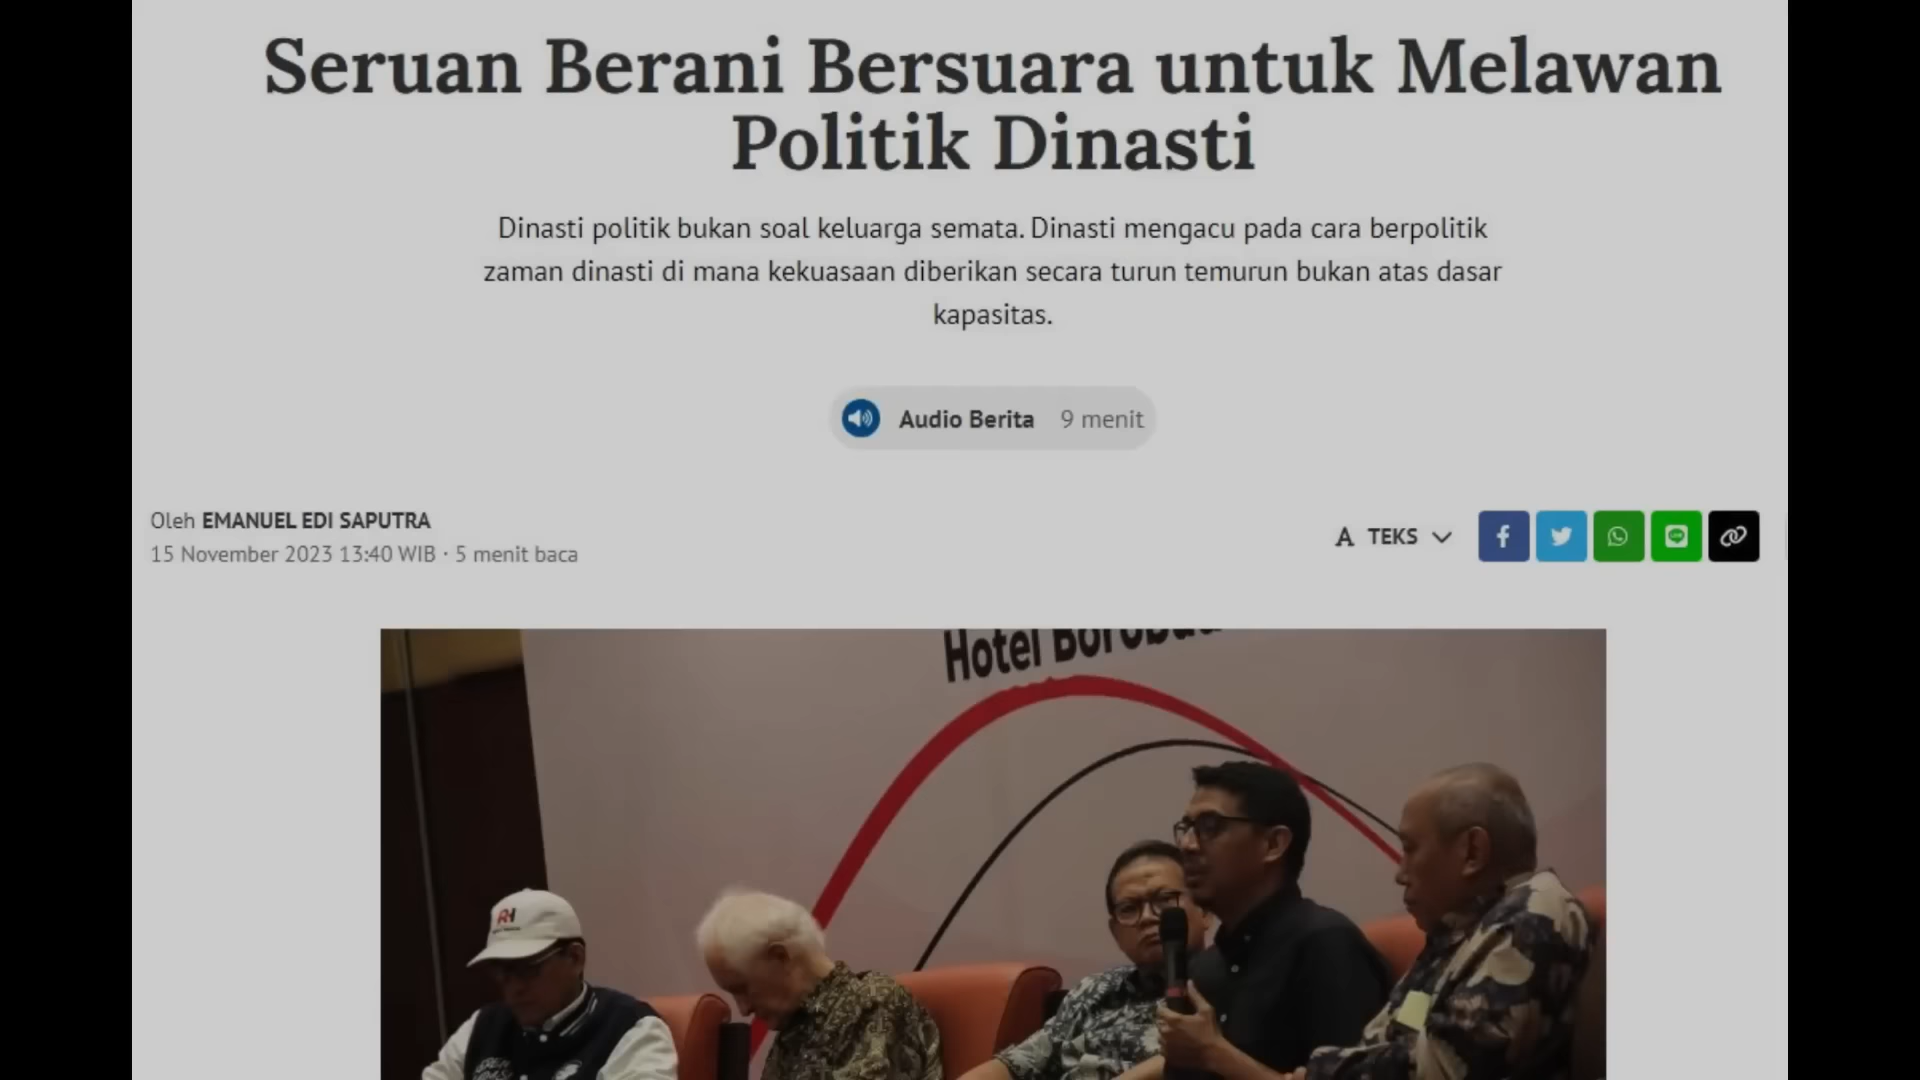 Seruan Berani Bersuara untuk Melawan
Politik Dinasti
Dinasti politik bukan soal keluarga semata. Dinasti mengacu pada cara berpolitik
zaman dinasti di mana kekuasaan diberikan secara turun temurun bukan atas dasar
kapasitas.
Audio Berita 9 menit
Oleh EMANUEL EDI SAPUTRA
15 November 2023 13:40 WIB · 5 menit baca
A TEKS
Hotel